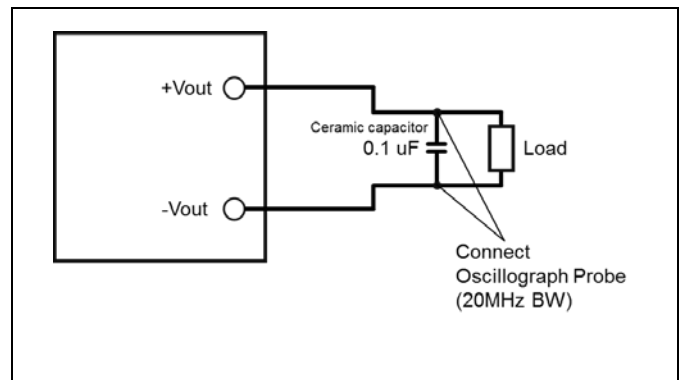 +Vout
Ceramic capacitor
0.1 uF
Load
-Vout
Connect
Oscillograph Probe
(20MHz BW)